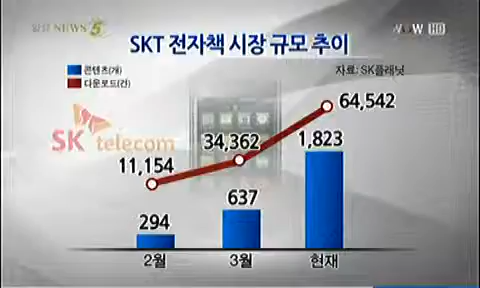 NEWS 5
WOW HD
SKT 전자책 시장 규모 추이
콘텐츠(개)
다운로드(건)
자료: SK플래닛
SK telecom
64,542
34,362
11,154
1,823
637
294
2월
3월
현재